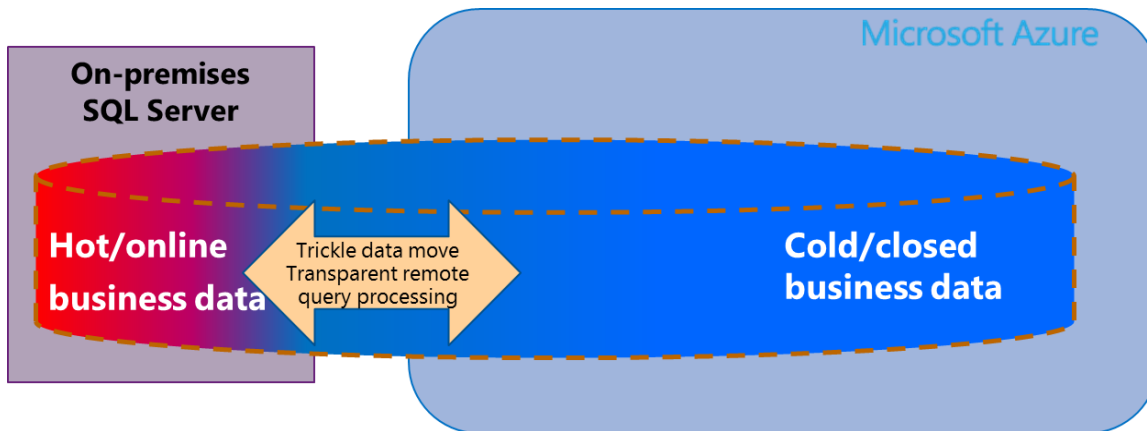 Microsoft Azure
On-premises
SQL Server
Hot/online
business data
Trickle data move
Transparent remote
query processing
Cold/closed
business data